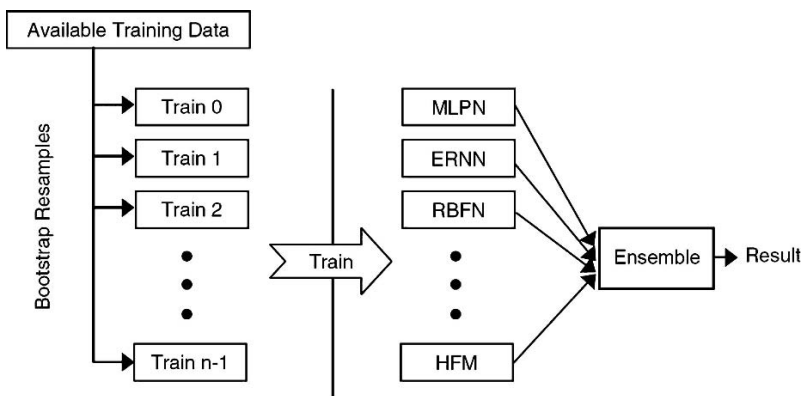 Available Training Data
Bootstrap Resamples
Train 0
Train 1
Train 2
Train n-1
Train
MLPN
ERNN
RBFN
HFM
Ensemble
Result